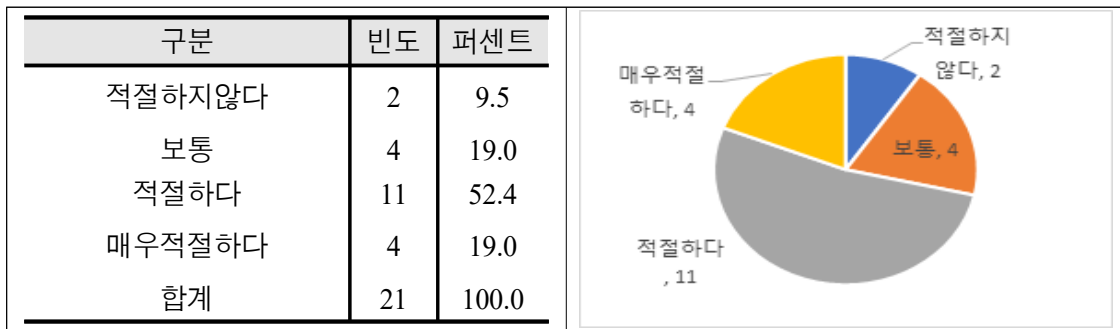 구분 빈도 퍼센트
적절하지않다 2 9.5
보통 4 19.0
적절하다 11 52.4
매우적절하다 4 19.0
합계 21 100.0
적절하지
않다, 2
매우적절
하다, 4
보통, 4
적절하다
, 11